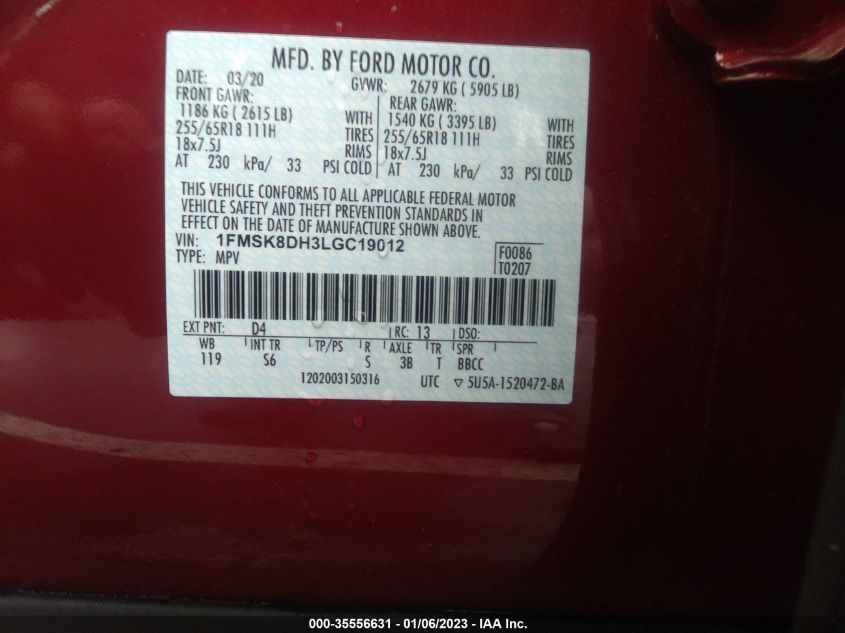 MFD. BY FORD MOTOR CO.
DATE: 03/20 GVWR: 2679 KG ( 5905 LB)
FRONT GAWR: REAR GAWR:
1186 KG ( 2615 LB) WITH 1540 KG ( 3395 LB) WITH
255/65R18 111H TIRES 255/65R18 111H TIRES
18x7.5J RIMS 18x7.5J RIMS
AT 230 kPa/ 33 PSI COLD AT 230 kPa/ 33 PSI COLD
THIS VEHICLE CONFORMS TO ALL APPLICABLE FEDERAL MOTOR
VEHICLE SAFETY AND THEFT PREVENTION STANDARDS IN
EFFECT ON THE DATE OF MANUFACTURE SHOWN ABOVE.
VIN: 1FMSK8DH3LGC19012 F0086
TYPE: MPV T0207
EXT PNT: D4 RC: 13 DSO:
WB INT TR TP/PS R AXLE TR SPR
119 S6 S 3B T BBCC
1202003150316 UTC ▽ 5U5A-1520472-BA
000-35556631 - 01/06/2023 - IAA Inc.